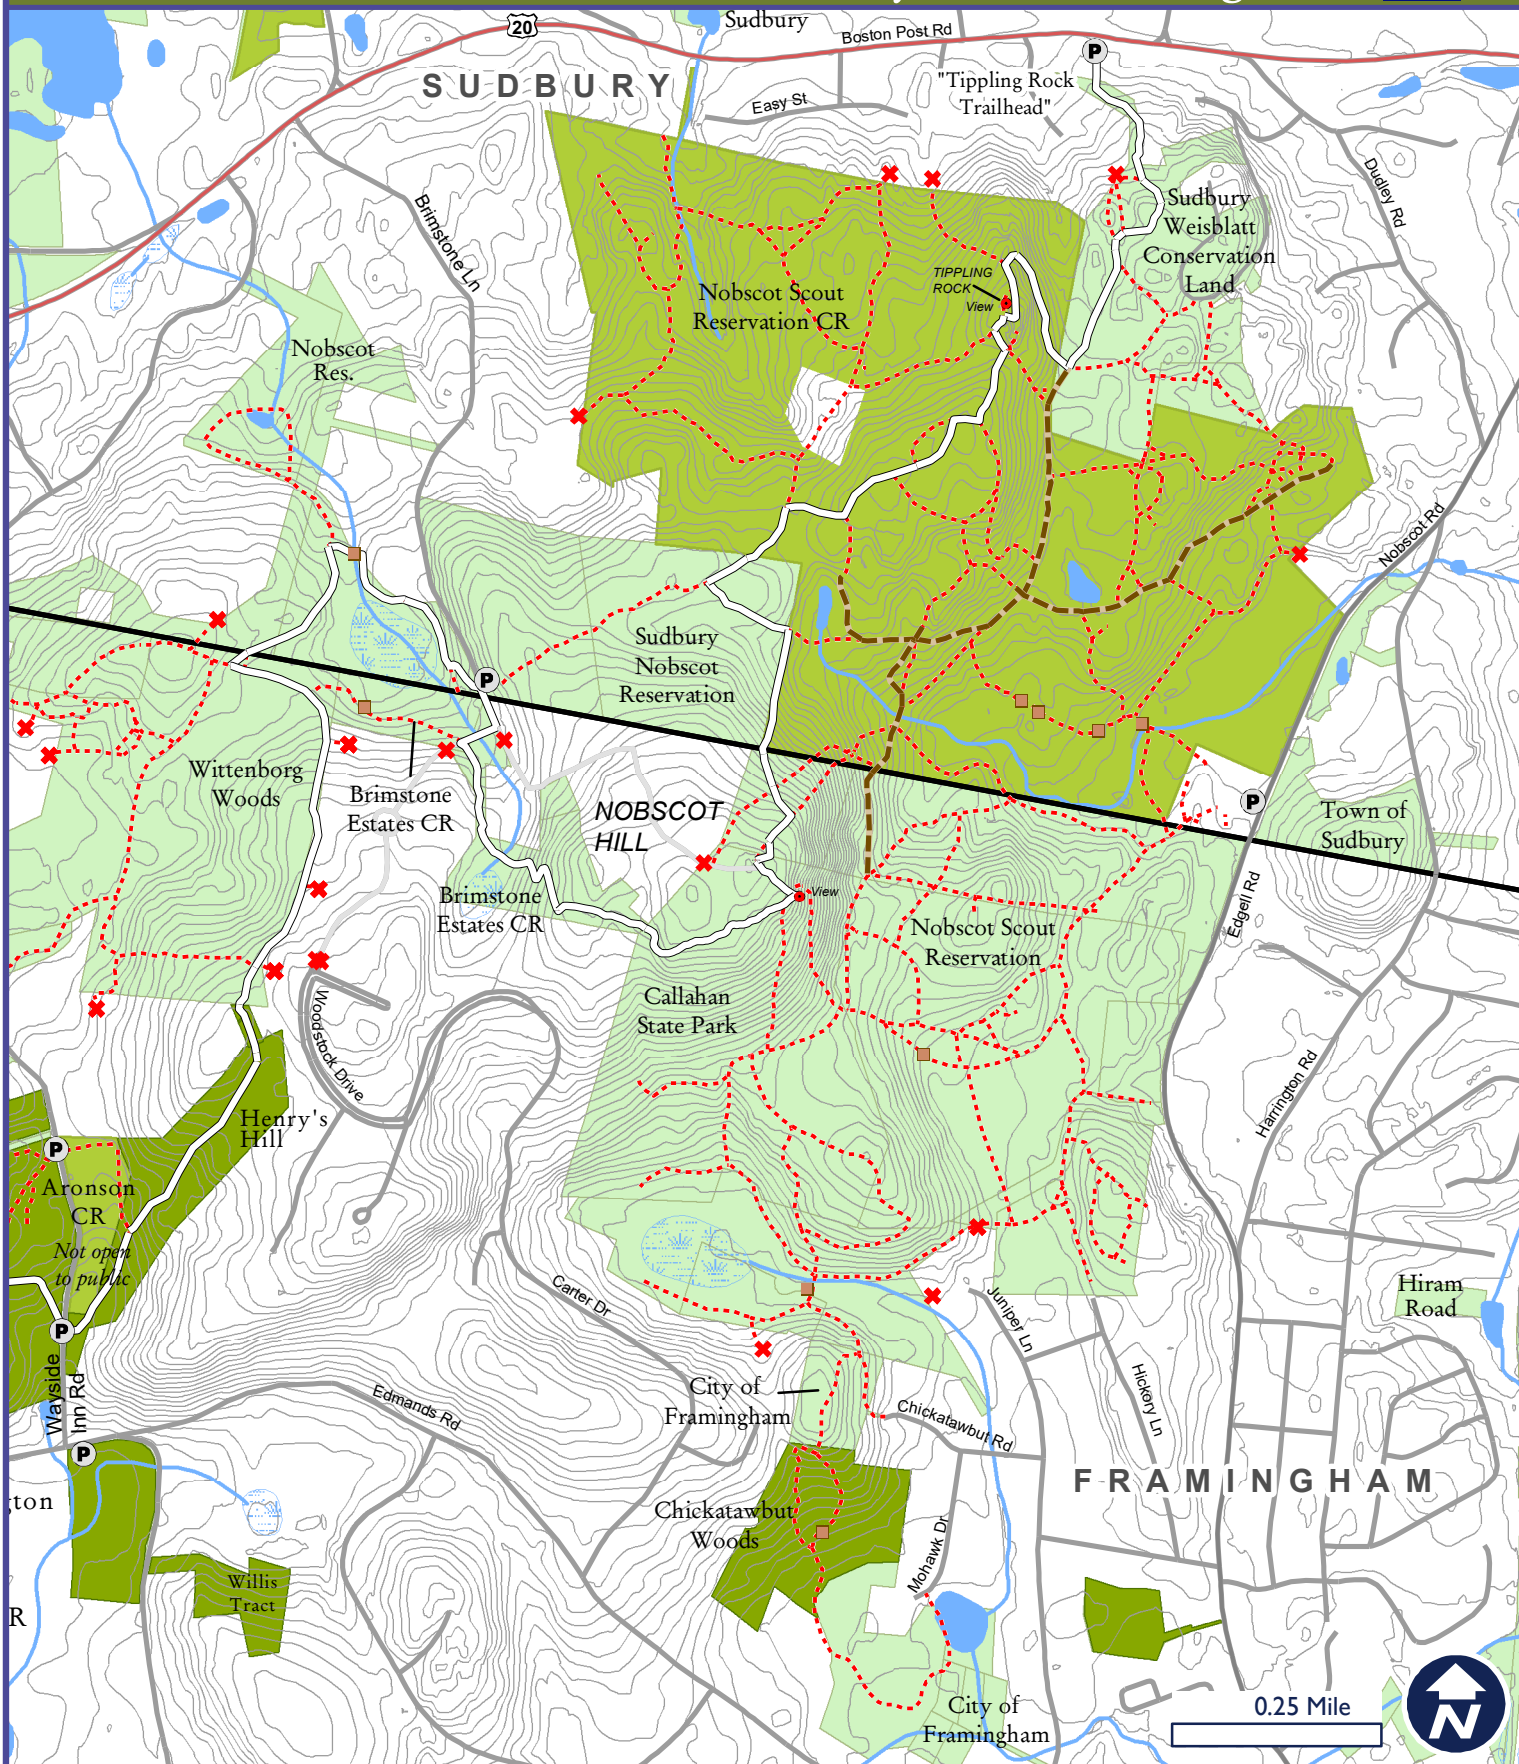 Sudbury
20
Boston Post Rd
P
SUDBURY
"Tippling Rock
Trailhead"
Easy St
Dudley Rd
Brimstone Ln
Sudbury
Weisblatt
Conservation
Land
TIPPLING
ROCK
View
Nobscot Scout
Reservation CR
Nobscot
Res.
Nobscot Rd
Sudbury
Nobscot
Reservation
P
Wittenborg
Woods
Brimstone
Estates CR
NOBSCOT
HILL
P
Town of
Sudbury
Brimstone
Estates CR
View
Edgell Rd
Nobscot Scout
Reservation
Callahan
State Park
Woodstock Drive
Harrington Rd
Henry's
Hill
P
Aronson
CR
Not open
to public
P
Carter Dr
Juniper Ln
Hiram
Road
Wayside
Inn Rd
Edmands Rd
City of
Framingham
Hickory Ln
Chickatawbut Rd
P
FRAMINGHAM
gton
Chickatawbut
Woods
Mohawk Dr
Willis
Tract
R
City of
Framingham
0.25 Mile
N